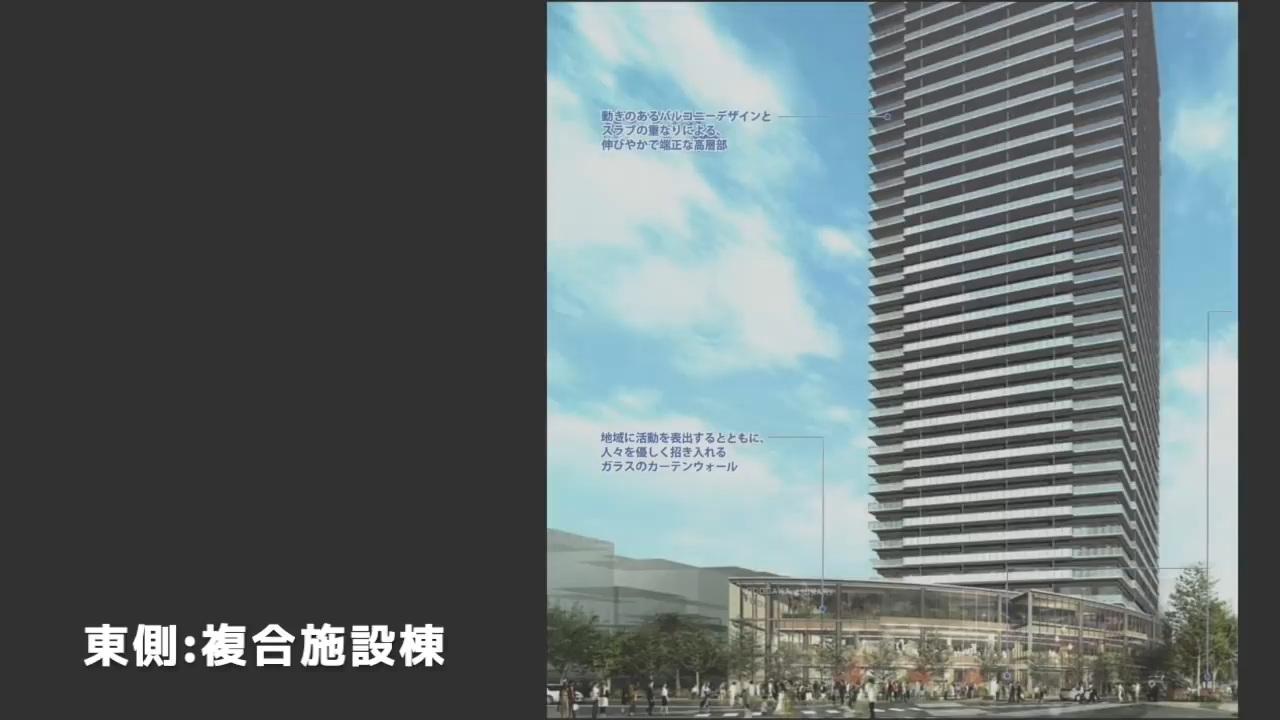 動きのあるバルコニーデザインと
スラブの重なりによる、
伸びやかで端正な高層部
地域に活動を表出するとともに、
人々を優しく招き入れる
ガラスのカーテンウォール
東側:複合施設棟